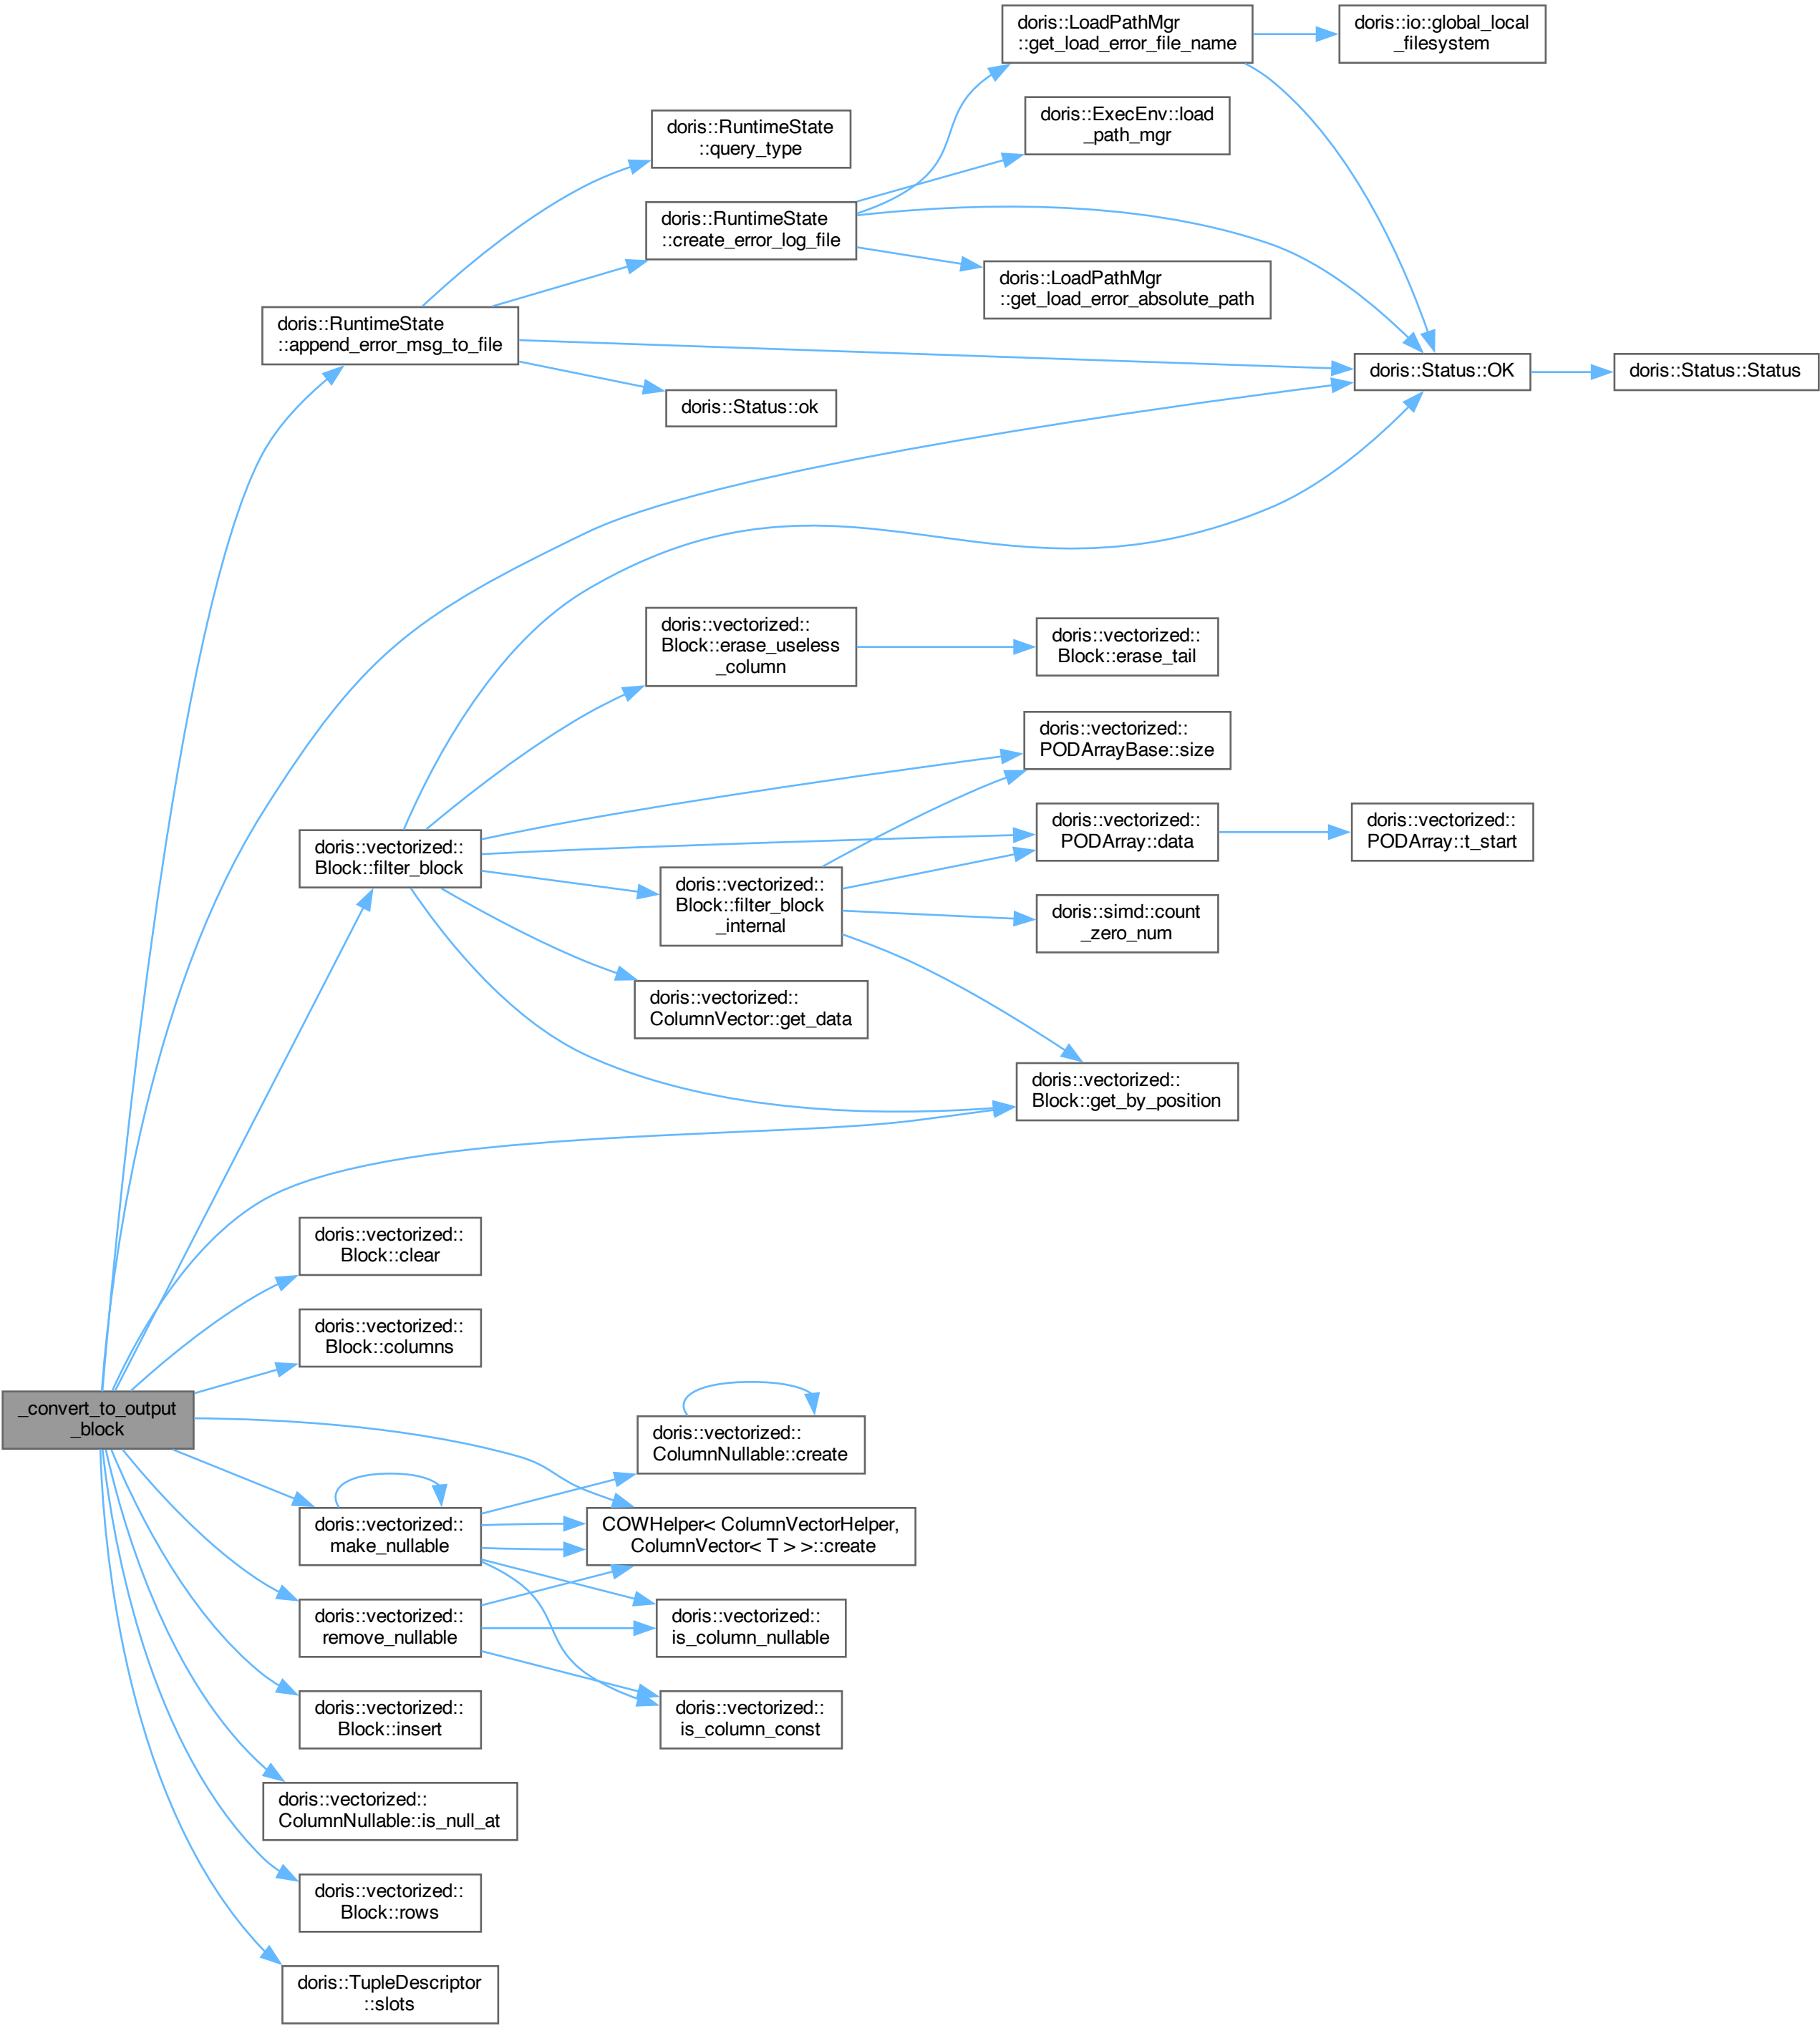 doris::LoadPathMgr
::get_load_error_file_name
doris::io::global_local
_filesystem
doris::ExecEnv::load
_path_mgr
doris::RuntimeState
::query_type
doris::RuntimeState
::create_error_log_file
doris::LoadPathMgr
::get_load_error_absolute_path
doris::RuntimeState
::append_error_msg_to_file
doris::Status::OK
doris::Status::Status
doris::Status::ok
doris::vectorized::
Block::erase_useless
_column
doris::vectorized::
Block::erase_tail
doris::vectorized::
PODArrayBase::size
doris::vectorized::
Block::filter_block
doris::vectorized::
PODArray::data
doris::vectorized::
PODArray::t_start
doris::vectorized::
Block::filter_block
_internal
doris::simd::count
_zero_num
doris::vectorized::
ColumnVector::get_data
doris::vectorized::
Block::get_by_position
doris::vectorized::
Block::clear
doris::vectorized::
Block::columns
_convert_to_output
_block
doris::vectorized::
ColumnNullable::create
doris::vectorized::
make_nullable
COWHelper< ColumnVectorHelper,
ColumnVector< T > >::create
doris::vectorized::
remove_nullable
doris::vectorized::
is_column_nullable
doris::vectorized::
Block::insert
doris::vectorized::
is_column_const
doris::vectorized::
ColumnNullable::is_null_at
doris::vectorized::
Block::rows
doris::TupleDescriptor
::slots